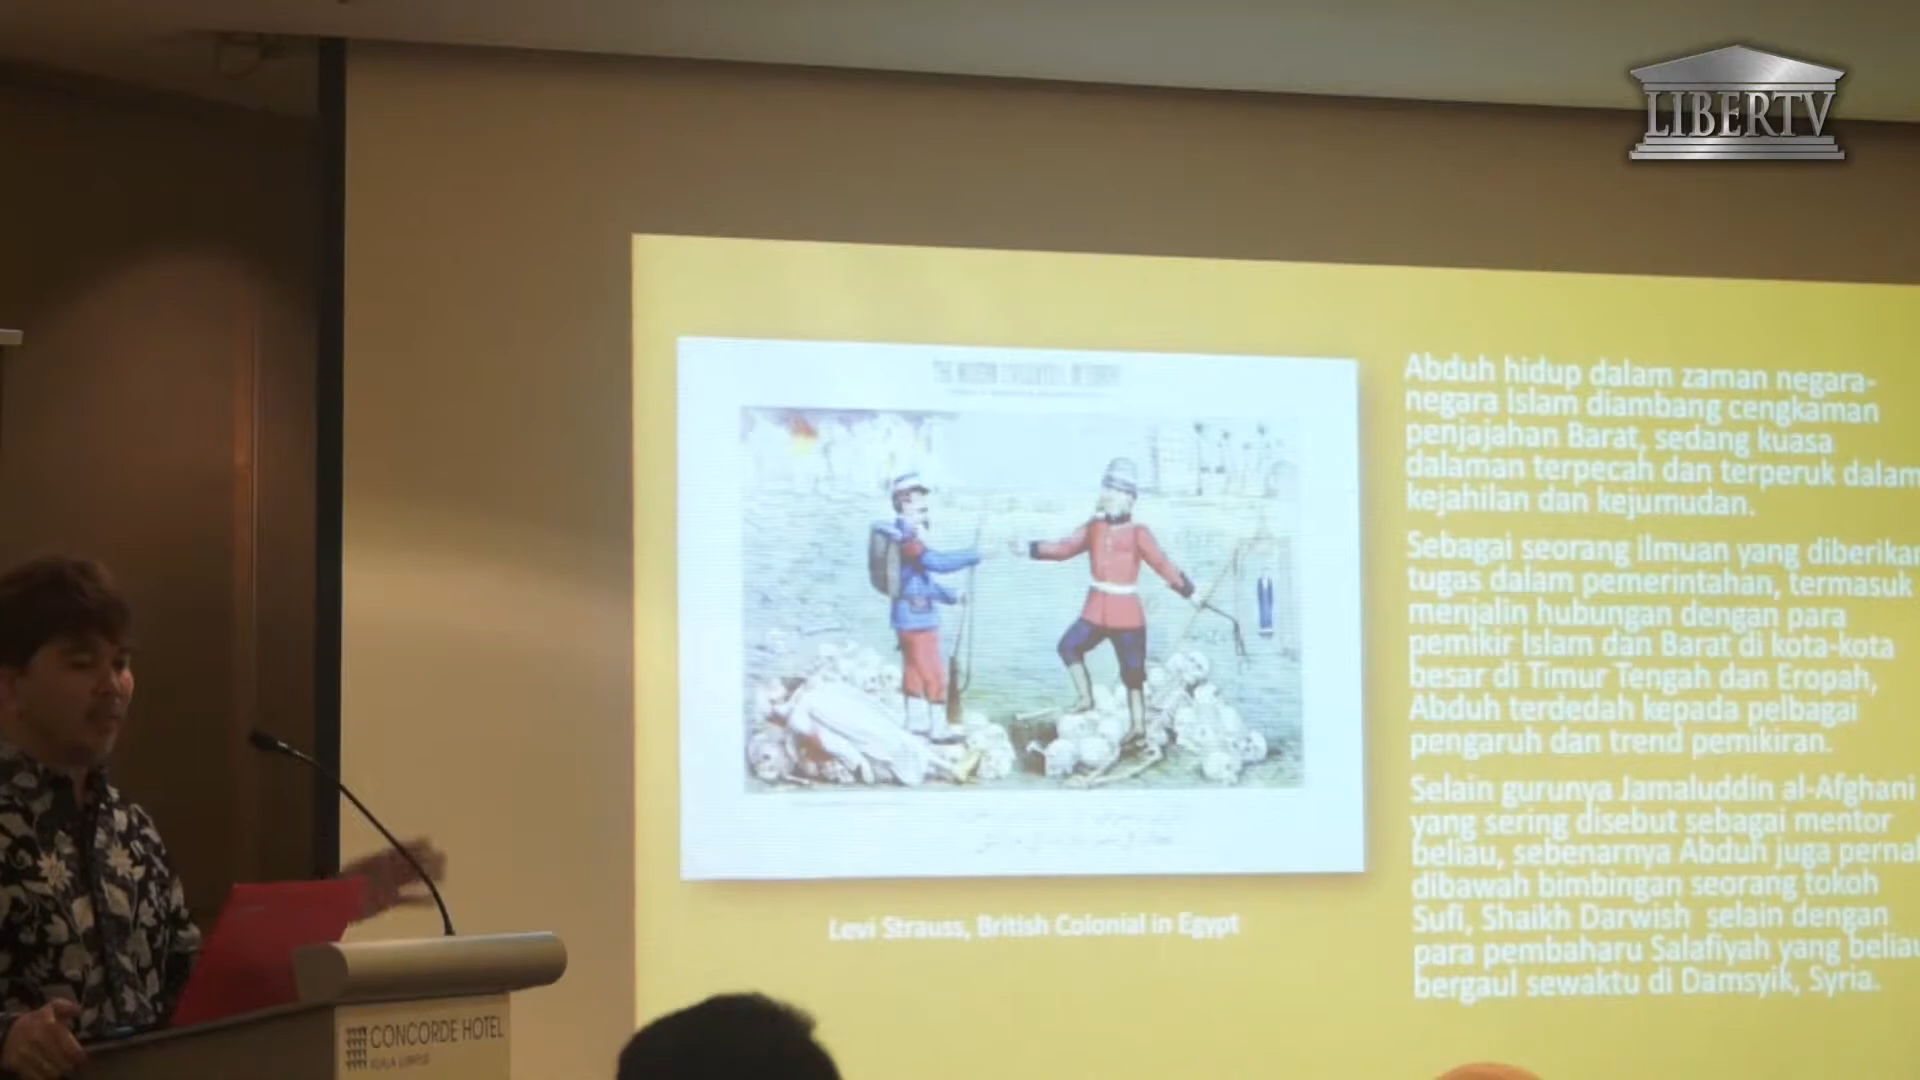 LIBERTV
Abduh hidup dalam zaman negara-
negara Islam diambang cengkaman
penjajahan Barat, sedang kuasa
dalaman terpecah dan terperuk dalam
kejahilan dan kejumudan.
Sebagai seorang ilmuan yang diberikan
tugas dalam pemerintahan, termasuk
menjalin hubungan dengan para
pemikir Islam dan Barat di kota-kota
besar di Timur Tengah dan Eropah,
Abduh terdedah kepada pelbagai
pengaruh dan trend pemikiran.
Selain gurunya Jamaluddin al-Afghani
yang sering disebut sebagai mentor
beliau, sebenarnya Abduh juga pernah
dibawah bimbingan seorang tokoh
Sufi, Shaikh Darwish selain dengan
para pembaharu Salafiyah yang beliau
bergaul sewaktu di Damsyik, Syria.
Levi Strauss, British Colonial in Egypt
CONCORDE HOTEL
KUALA LUMPUR